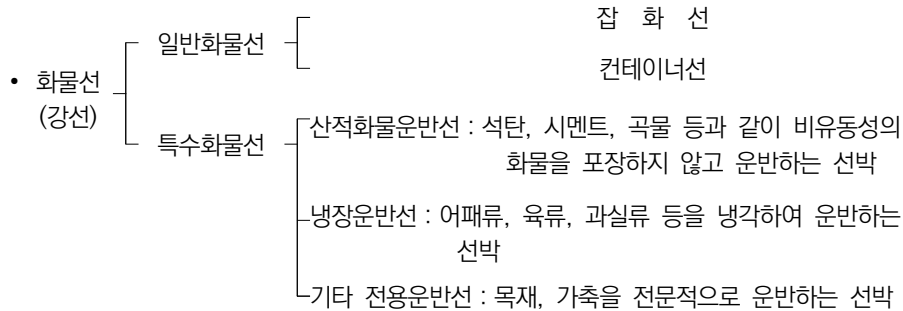 잡 화 선
일반화물선
컨테이너선
• 화물선
(강선)
산적화물운반선 : 석탄, 시멘트, 곡물 등과 같이 비유동성의
특수화물선
화물을 포장하지 않고 운반하는 선박
냉장운반선 : 어패류, 육류, 과실류 등을 냉각하여 운반하는
선박
기타 전용운반선 : 목재, 가축을 전문적으로 운반하는 선박